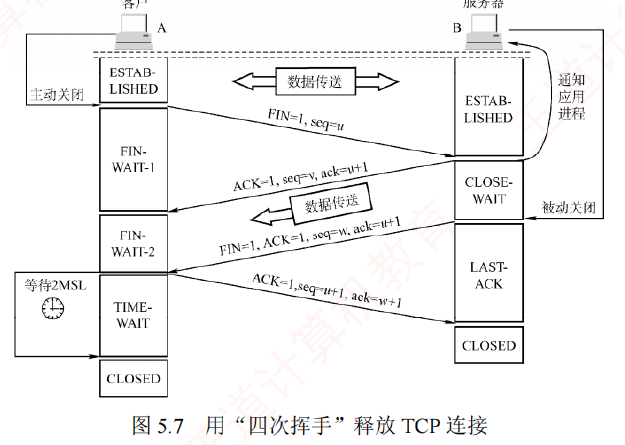 客户
服务器
A
B
ESTAB-
LISHED
数据传送
主动关闭
FIN=1, seq=u
ESTAB-
LISHED
通知
应用
进程
FIN-
WAIT-1
ACK=1, seq=v, ack=u+1
CLOSE-
WAIT
数据传送
被动关闭
FIN=1, ACK=1, seq=w, ack=u+1
FIN-
WAIT-2
LAST-
ACK
等待2MSL
ACK=1,seq=u+1, ack=w+1
TIME-
WAIT
CLOSED
CLOSED
图 5.7 用“四次挥手”释放 TCP 连接